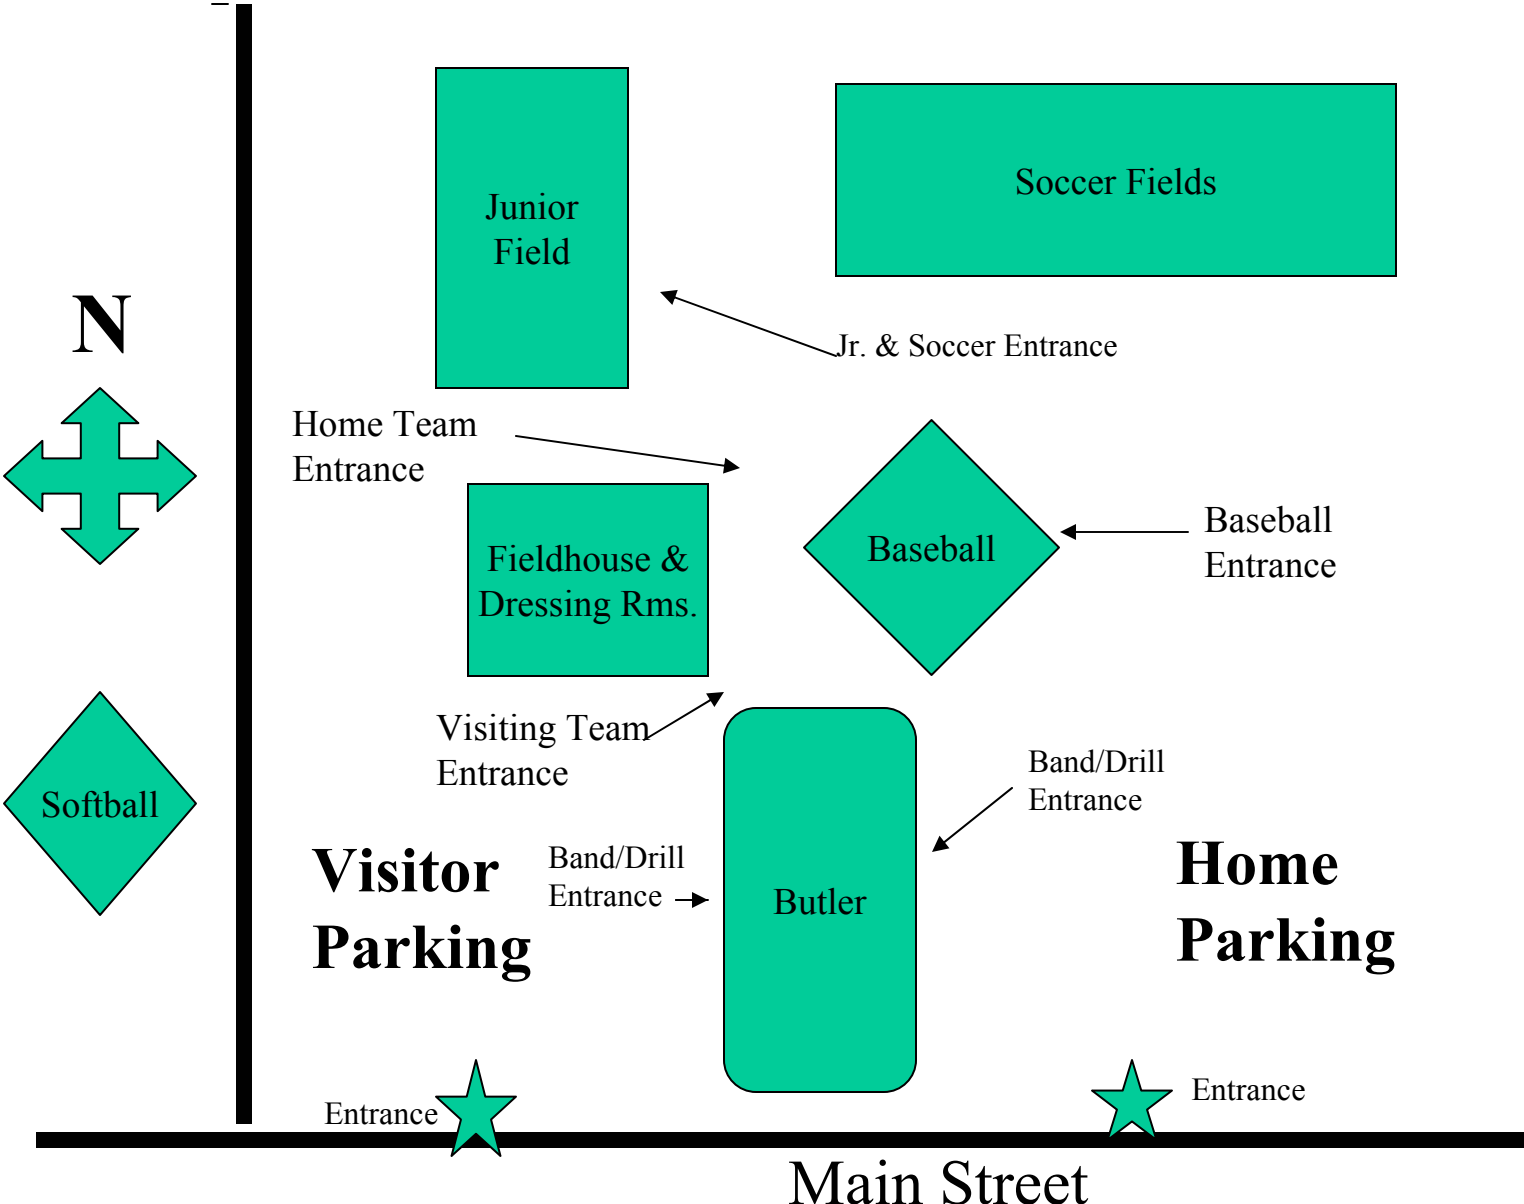 Junior
Field
Soccer Fields
N
Jr. & Soccer Entrance
Home Team
Entrance
Baseball
Baseball
Entrance
Fieldhouse &
Dressing Rms.
Visiting Team
Entrance
Band/Drill
Entrance
Softball
Visitor
Parking
Band/Drill
Entrance
Butler
Home
Parking
Entrance
Entrance
Main Street